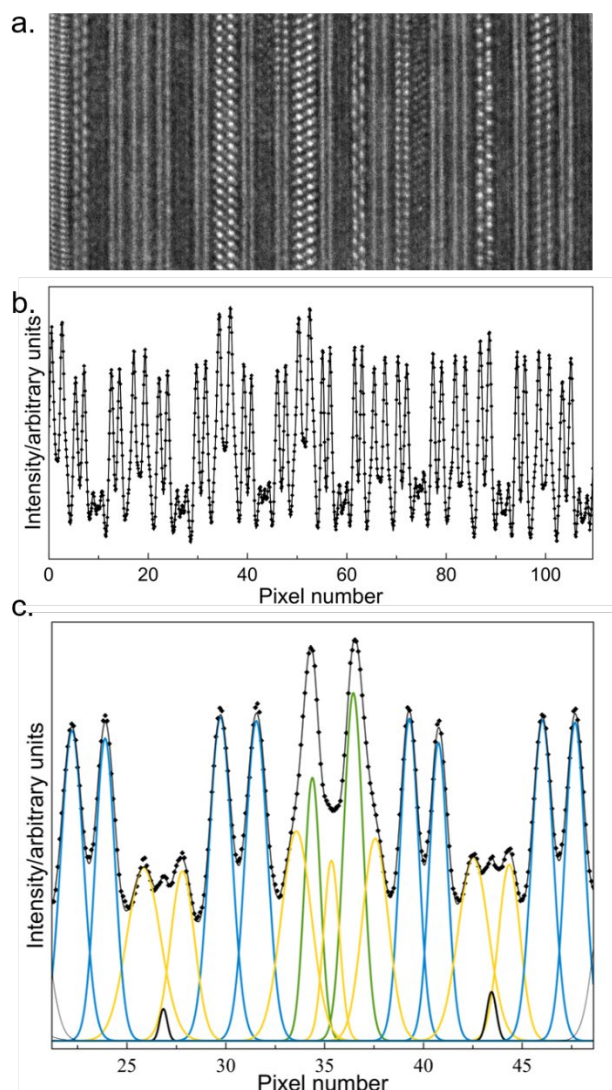 a.
b.
Intensity/arbitrary units
0 20 40 60 80 100
Pixel number
c.
Intensity/arbitrary units
25 30 35 40 45
Pixel number